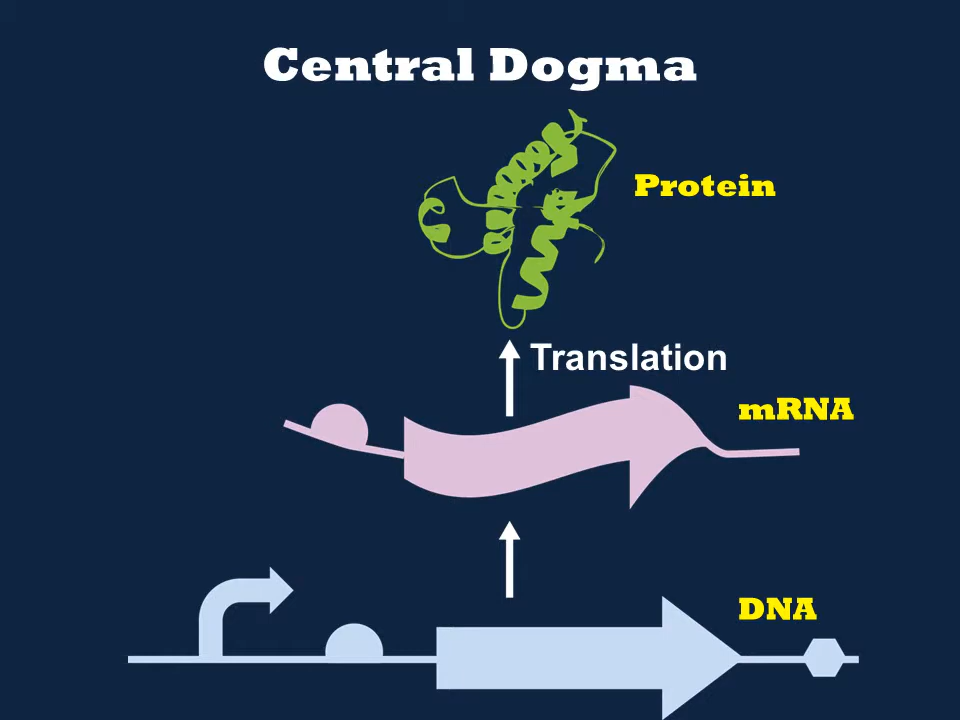 Central Dogma
Protein
Translation
mRNA
DNA